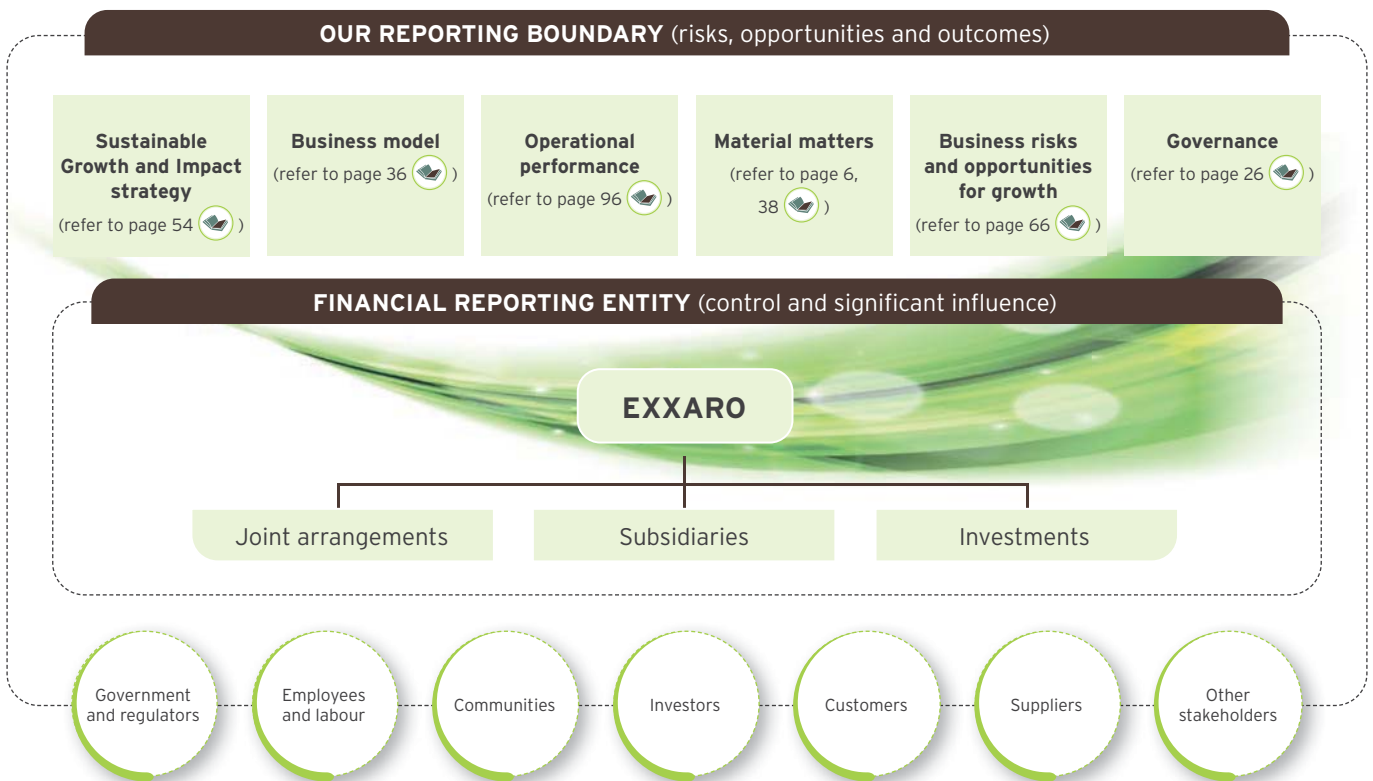 OUR REPORTING BOUNDARY (risks, opportunities and outcomes)
Sustainable
Growth and Impact
strategy
(refer to page 54 )
Business model
(refer to page 36 )
Operational
performance
(refer to page 96 )
Material matters
(refer to page 6,
38 )
Business risks
and opportunities
for growth
(refer to page 66 )
Governance
(refer to page 26 )
FINANCIAL REPORTING ENTITY (control and significant influence)
EXXARO
Joint arrangements
Subsidiaries
Investments
Government
and regulators
Employees
and labour
Communities
Investors
Customers
Suppliers
Other
stakeholders